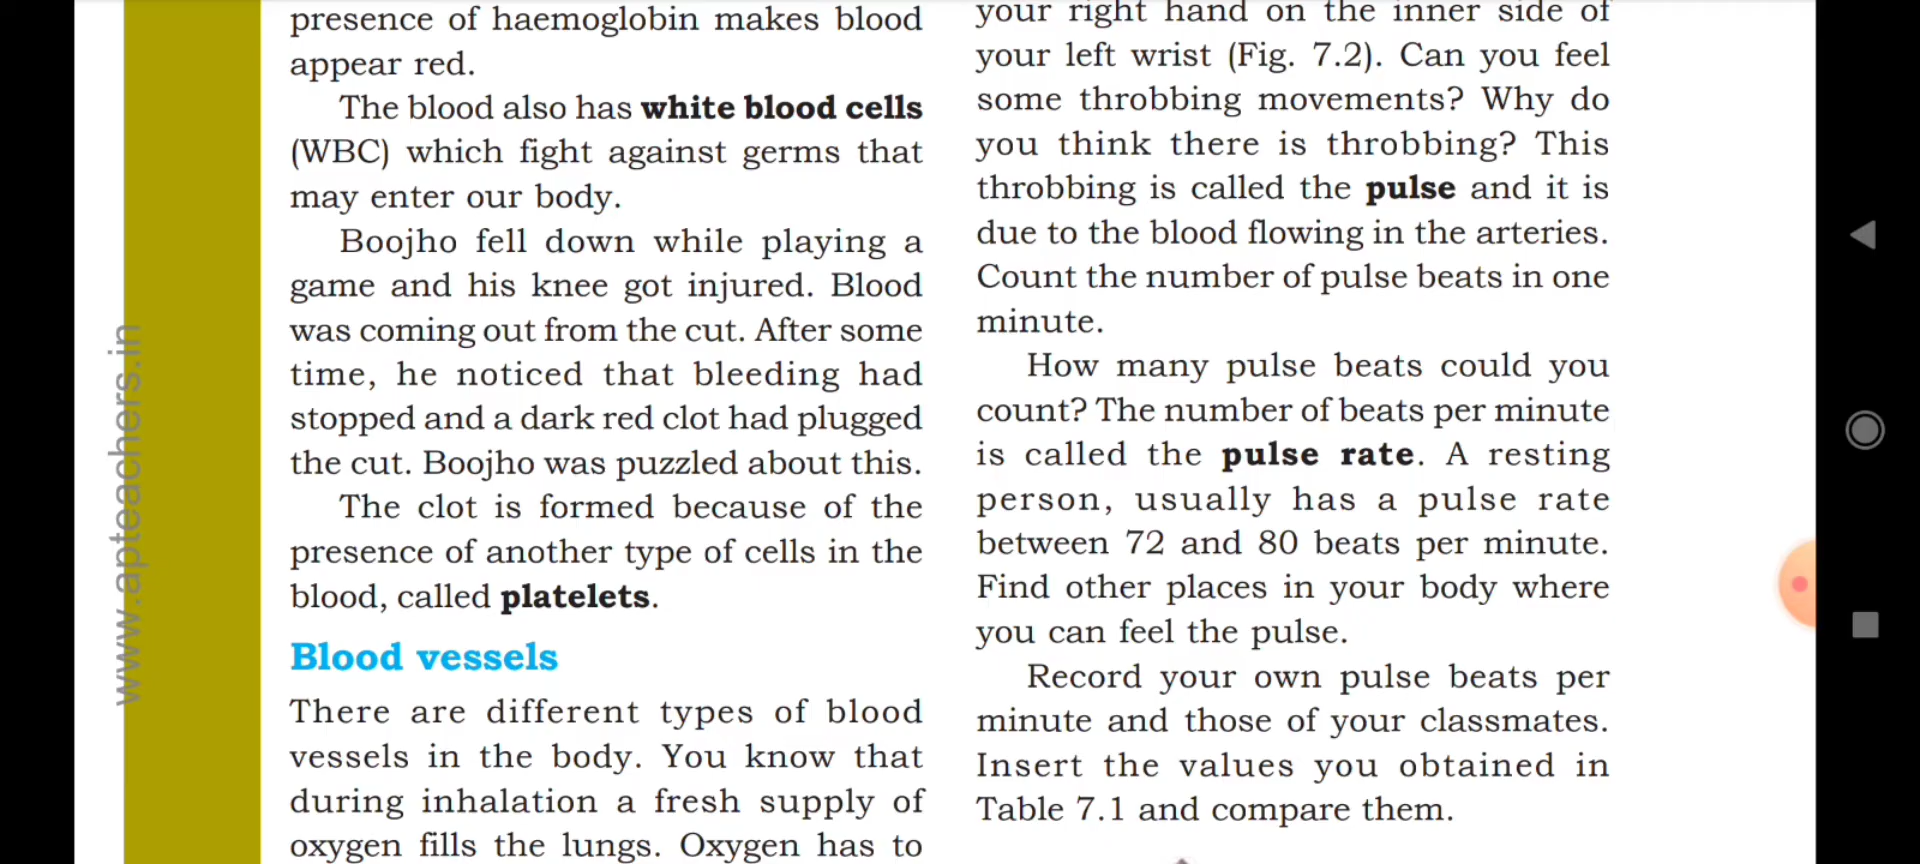 presence of haemoglobin makes blood
appear red.
The blood also has white blood cells
(WBC) which fight against germs that
may enter our body.
Boojho fell down while playing a
game and his knee got injured. Blood
was coming out from the cut. After some
time, he noticed that bleeding had
stopped and a dark red clot had plugged
the cut. Boojho was puzzled about this.
The clot is formed because of the
presence of another type of cells in the
blood, called platelets.
Blood vessels
There are different types of blood
vessels in the body. You know that
during inhalation a fresh supply of
oxygen fills the lungs. Oxygen has to
your right hand on the inner side of
your left wrist (Fig. 7.2). Can you feel
some throbbing movements? Why do
you think there is throbbing? This
throbbing is called the pulse and it is
due to the blood flowing in the arteries.
Count the number of pulse beats in one
minute.
How many pulse beats could you
count? The number of beats per minute
is called the pulse rate. A resting
person, usually has a pulse rate
between 72 and 80 beats per minute.
Find other places in your body where
you can feel the pulse.
Record your own pulse beats per
minute and those of your classmates.
Insert the values you obtained in
Table 7.1 and compare them.
www.apteachers.in